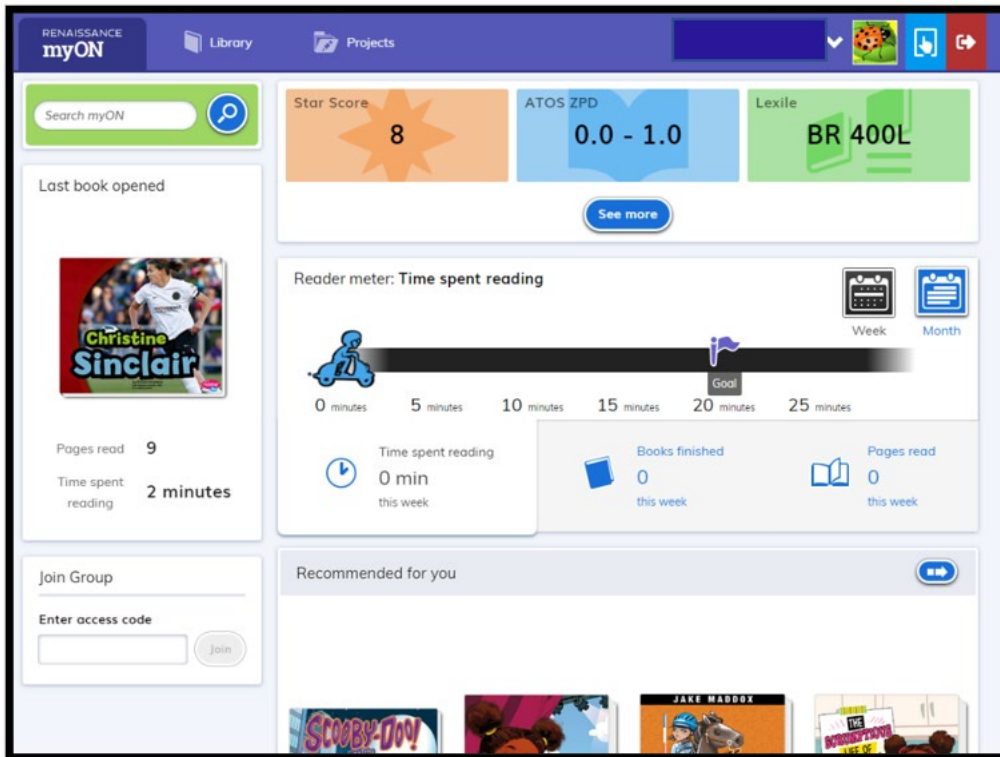 RENAISSANCE
myON
Library
Projects
Search myON
Last book opened
Christine
Sinclair
Pages read 9
Time spent reading 2 minutes
Join Group
Enter access code
Join
Star Score
8
ATOS ZPD
0.0 - 1.0
Lexile
BR 400L
See more
Reader meter: Time spent reading
Week
Month
Goal
0 minutes 5 minutes 10 minutes 15 minutes 20 minutes 25 minutes
Time spent reading
0 min
this week
Books finished
0
this week
Pages read
0
this week
Recommended for you
SCOOBY-DOO!
JAKE MADDOX
THE
SCRUMPTIOUS
LIFE OF